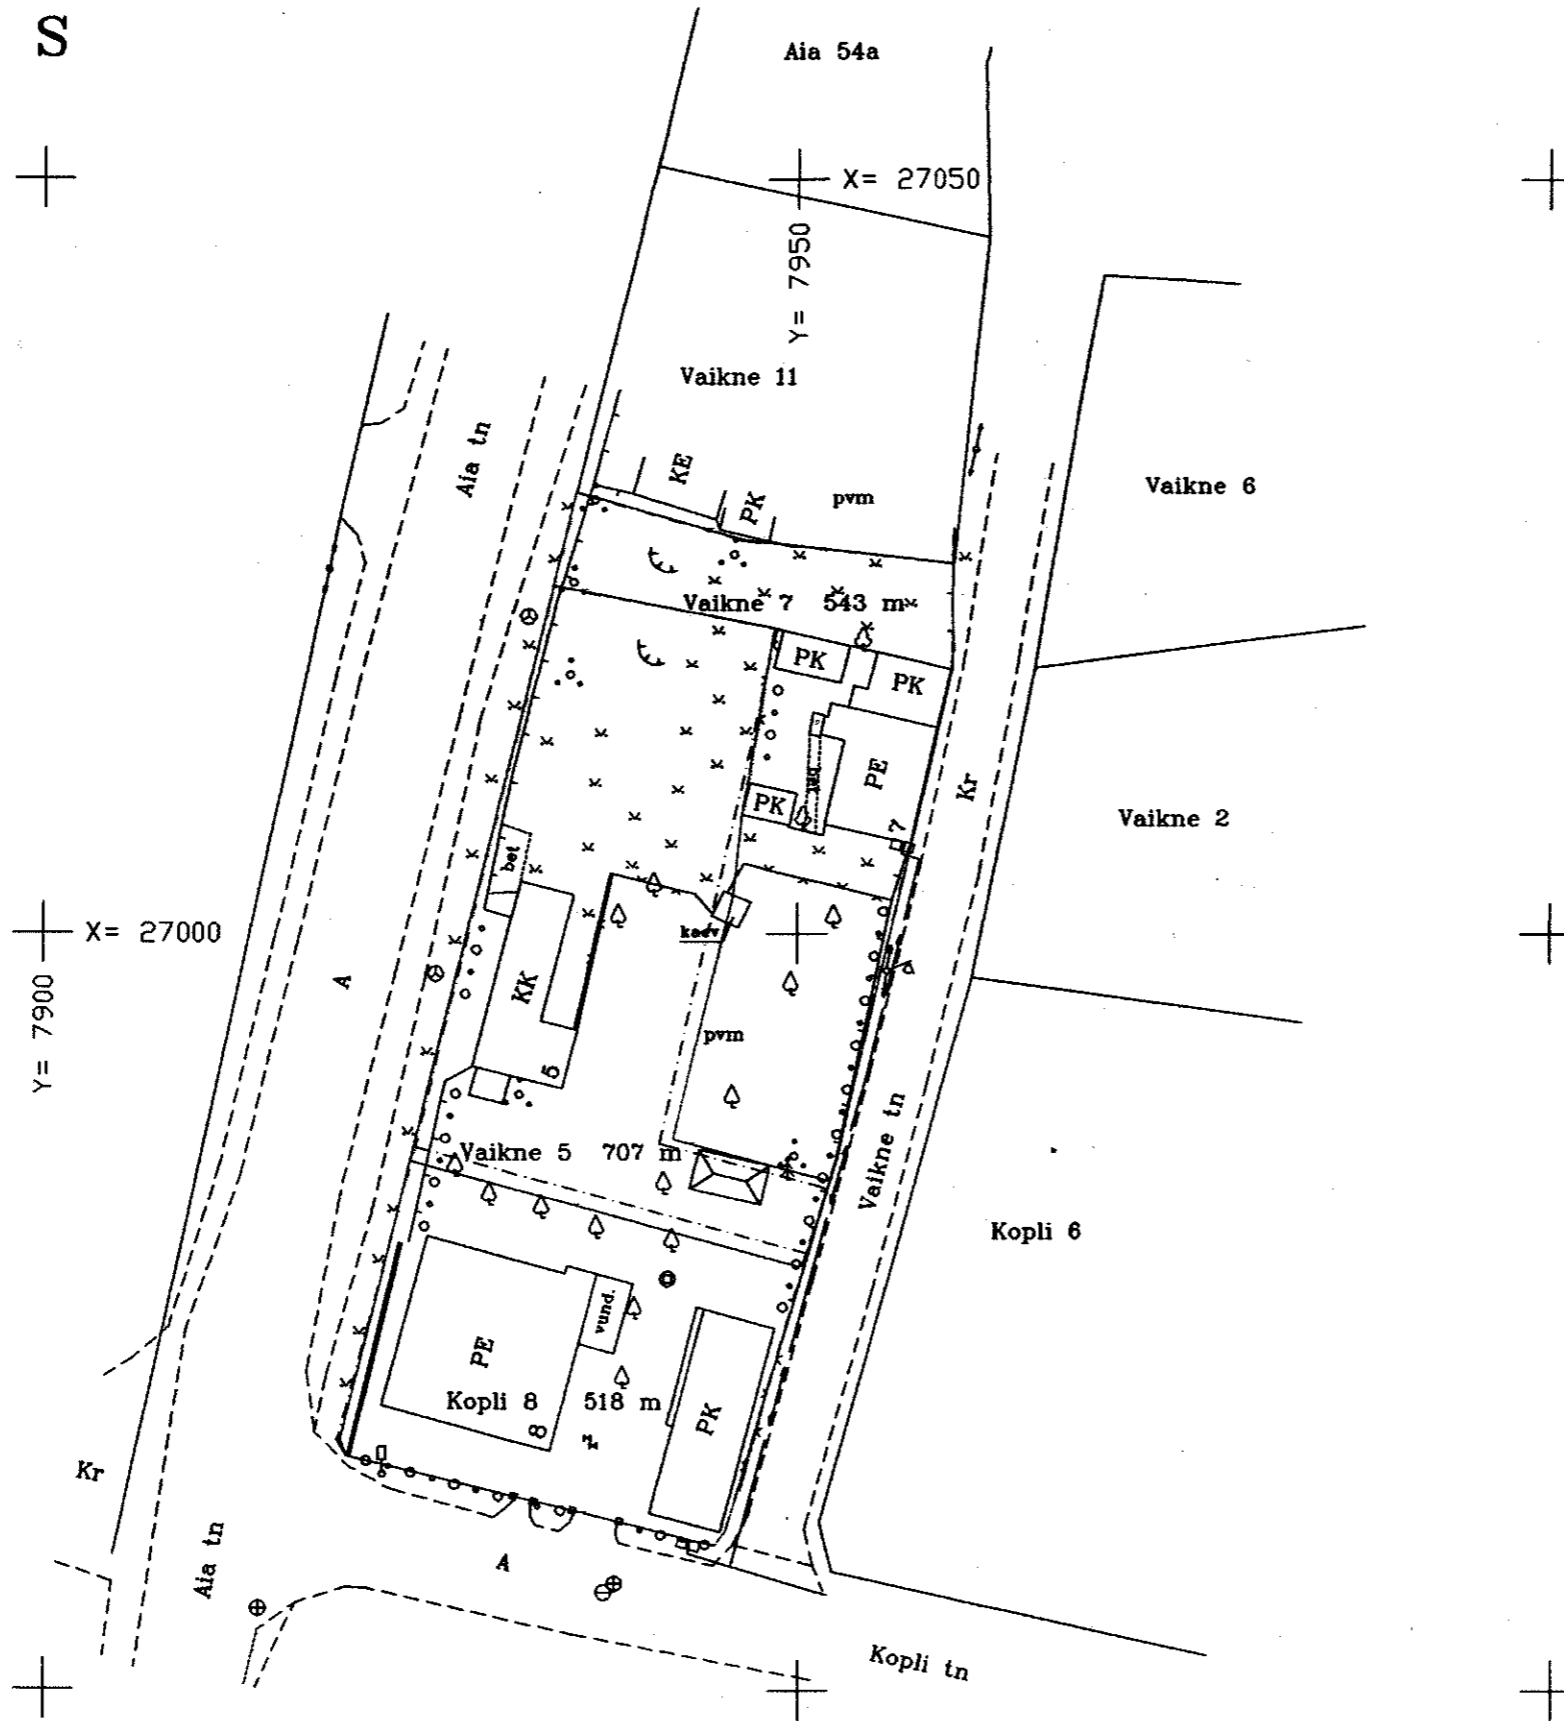 S
Aia 54a
X= 27050
Y= 7950
Vaikne 11
Aia tn
KE
PK
pvm
Vaikne 6
Vaikne 7 543 m
PK
PK
PE
PK
7
Kr
Vaikne 2
bet
kaev
X= 27000
Y= 7900
A
KK
5
pvm
Vaikne tn
Vaikne 5 707 m
Kopli 6
vund.
PE
Kopli 8 518 m
8
PK
Kr
Aia tn
A
Kopli tn